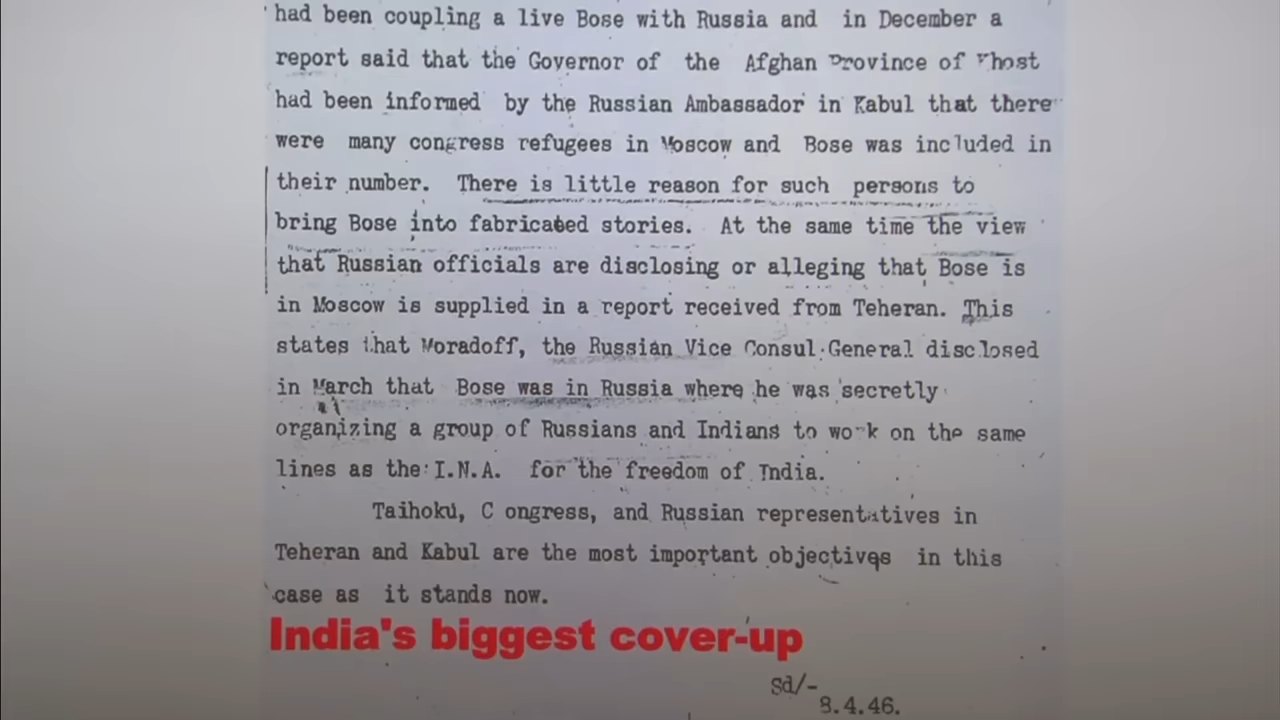 had been coupling a live Bose with Russia and in December a
report said that the Governor of the Afghan Province of Khost
had been informed by the Russian Ambassador in Kabul that there
were many congress refugees in Moscow and Bose was included in
their number. There is little reason for such persons to
bring Bose into fabricated stories. At the same time the view
that Russian officials are disclosing or alleging that Bose is
in Moscow is supplied in a report received from Teheran. This
states that Moradoff, the Russian Vice Consul-General disclosed
in March that Bose was in Russia where he was secretly
organizing a group of Russians and Indians to work on the same
lines as the I.N.A. for the freedom of India.
Taihoku, C ongress, and Russian representatives in
Teheran and Kabul are the most important objectives in this
case as it stands now.
India's biggest cover-up
Sd/-
8.4.46.